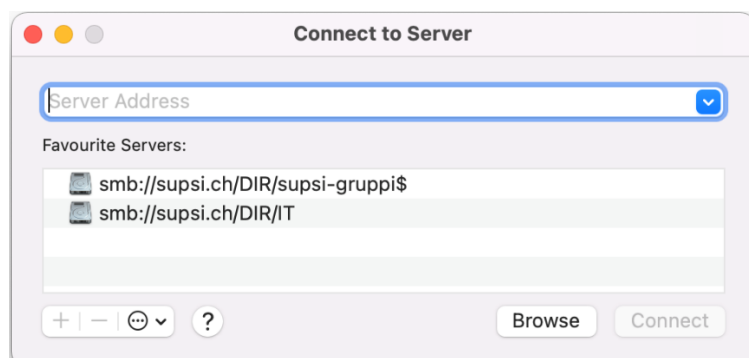 Connect to Server
Server Address
Favourite Servers:
smb://supsi.ch/DIR/supsi-gruppi$
smb://supsi.ch/DIR/IT
+ − ?
Browse Connect